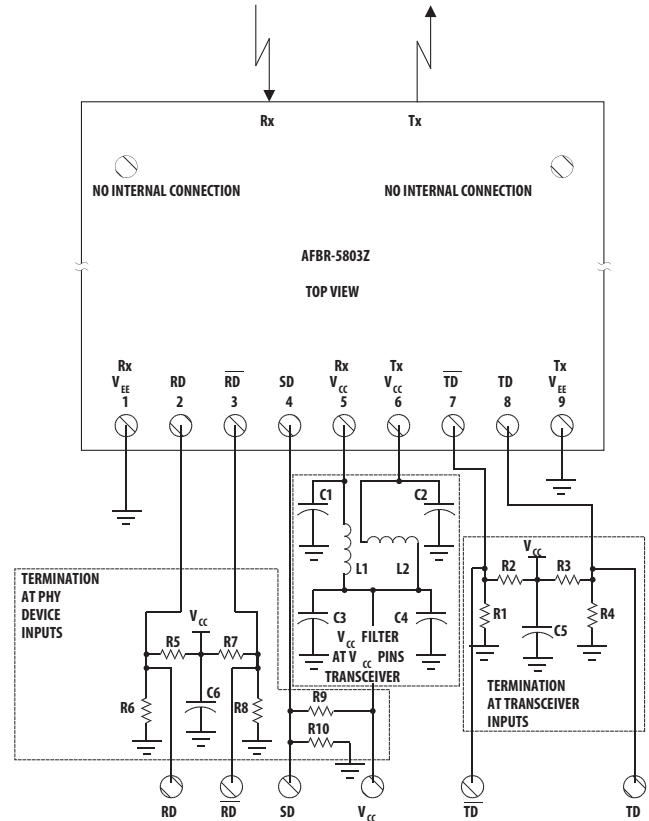 Rx
Tx
NO INTERNAL CONNECTION
NO INTERNAL CONNECTION
AFBR-5803Z
TOP VIEW
Rx
VEE
1
RD
2
RD
3
SD
4
Rx
VCC
5
Tx
VCC
6
TD
7
TD
8
Tx
VEE
9
C1
C2
L1
L2
C3
C4
VCC FILTER
AT VCC PINS
TRANSCEIVER
TERMINATION
AT PHY
DEVICE
INPUTS
VCC
R5
R7
C6
R6
R8
R9
R10
VCC
R2
R3
R1
R4
C5
TERMINATION
AT TRANSCEIVER
INPUTS
RD
RD
SD
VCC
TD
TD